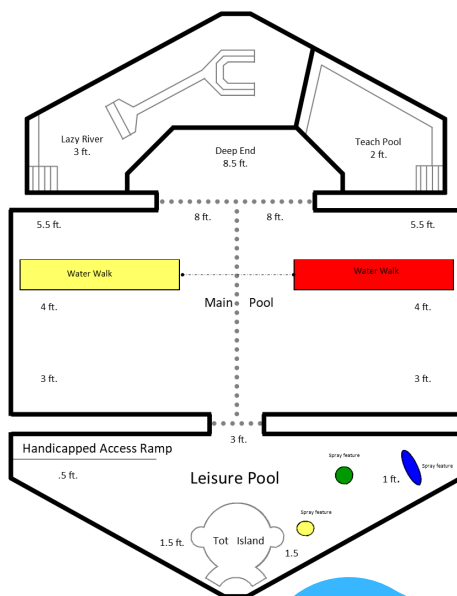 Lazy River
3 ft.
Deep End
8.5 ft.
Teach Pool
2 ft.
5.5 ft.
8 ft.
8 ft.
5.5 ft.
Water Walk
Water Walk
Main Pool
4 ft.
4 ft.
3 ft.
3 ft.
3 ft.
Handicapped Access Ramp
.5 ft.
Leisure Pool
Spray feature
Spray feature
1 ft.
Spray feature
1.5 ft.
Tot Island
1.5